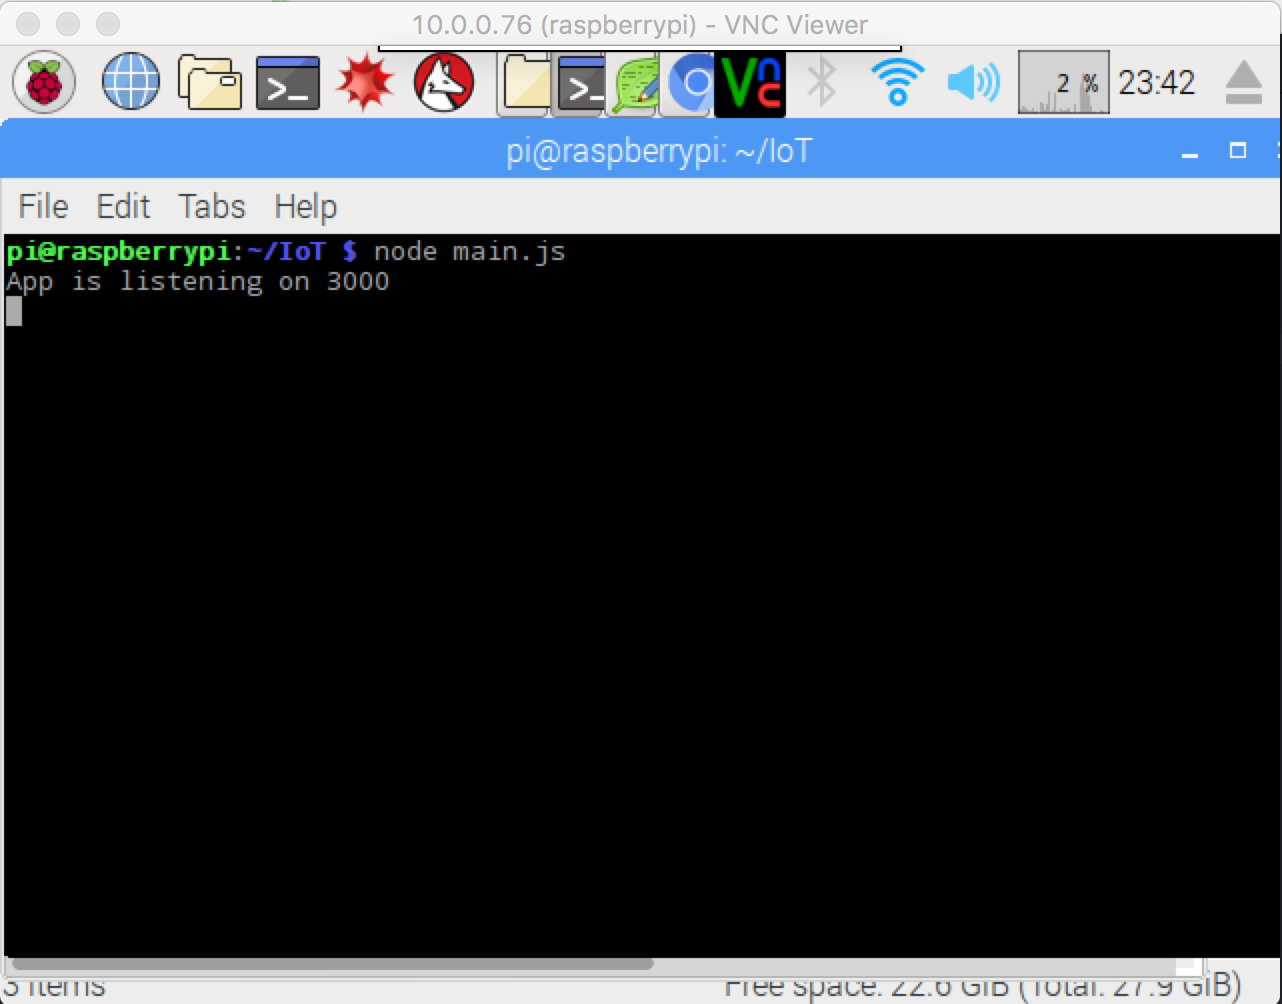 10.0.0.76 (raspberrypi) - VNC Viewer
>_ >_ Vnc 2 % 23:42
pi@raspberrypi: ~/IoT
File Edit Tabs Help
pi@raspberrypi:~/IoT $ node main.js
App is listening on 3000
3 items Free space: 22.6 GiB (Total: 27.9 GiB)